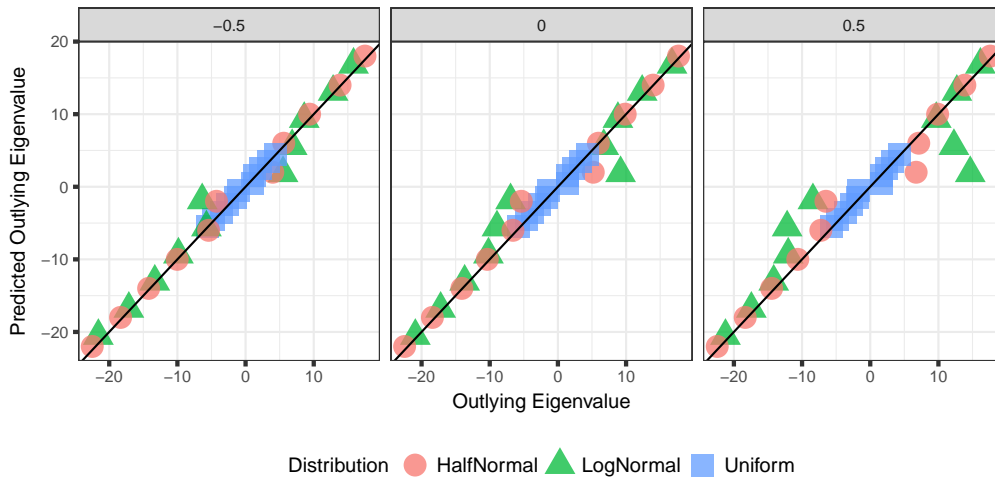 −0.5 0 0.5
Predicted Outlying Eigenvalue
20
10
0
−10
−20
−20 −10 0 10 −20 −10 0 10 −20 −10 0 10
Outlying Eigenvalue
Distribution HalfNormal LogNormal Uniform